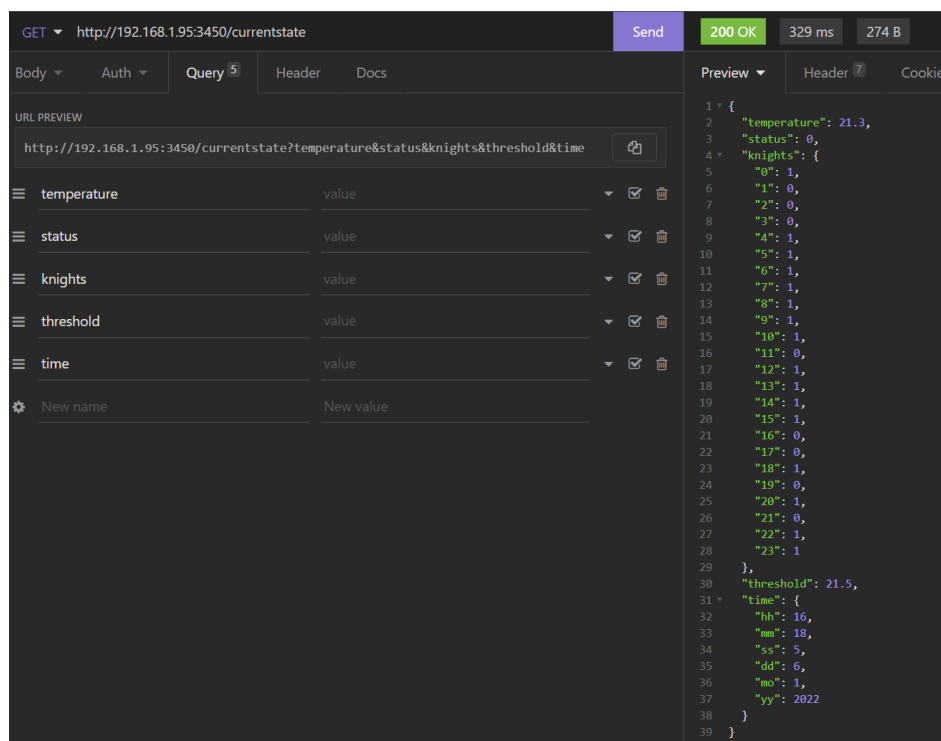 GET http://192.168.1.95:3450/currentstate Send 200 OK 329 ms 274 B
Body Auth Query 5 Header Docs Preview Header 7 Cookie
URL PREVIEW
http://192.168.1.95:3450/currentstate?temperature&status&knights&threshold&time
temperature value
status value
knights value
threshold value
time value
New name New value
1 {
2 "temperature": 21.3,
3 "status": 0,
4 "knights": {
5 "0": 1,
6 "1": 0,
7 "2": 0,
8 "3": 0,
9 "4": 1,
10 "5": 1,
11 "6": 1,
12 "7": 1,
13 "8": 1,
14 "9": 1,
15 "10": 1,
16 "11": 0,
17 "12": 1,
18 "13": 1,
19 "14": 1,
20 "15": 1,
21 "16": 0,
22 "17": 0,
23 "18": 1,
24 "19": 0,
25 "20": 1,
26 "21": 0,
27 "22": 1,
28 "23": 1
29 },
30 "threshold": 21.5,
31 "time": {
32 "hh": 16,
33 "mm": 18,
34 "ss": 5,
35 "dd": 6,
36 "mo": 1,
37 "yy": 2022
38 }
39 }